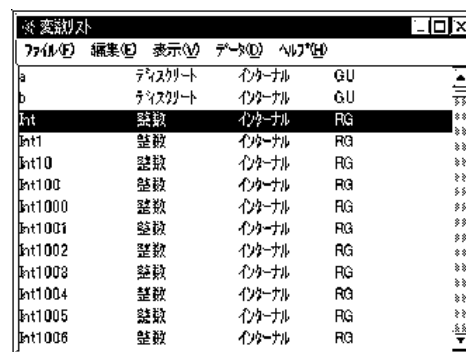 変数リスト
ファイル(F) 編集(E) 表示(V) データ(D) ヘルプ(H)
a ディスクリート インターナル GU
b ディスクリート インターナル GU
Int 整数 インターナル RG
Int1 整数 インターナル RG
Int10 整数 インターナル RG
Int100 整数 インターナル RG
Int1000 整数 インターナル RG
Int1001 整数 インターナル RG
Int1002 整数 インターナル RG
Int1003 整数 インターナル RG
Int1004 整数 インターナル RG
Int1005 整数 インターナル RG
Int1006 整数 インターナル RG